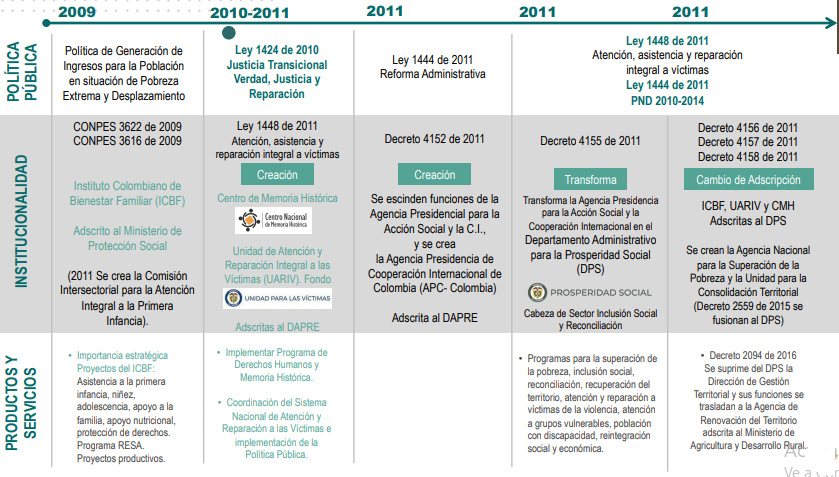 2009
2010-2011
2011
2011
2011
POLÍTICA
PÚBLICA
Política de Generación de
Ingresos para la Población
en situación de Pobreza
Extrema y Desplazamiento
Ley 1424 de 2010
Justicia Transicional
Verdad, Justicia y
Reparación
Ley 1444 de 2011
Reforma Administrativa
Ley 1448 de 2011
Atención, asistencia y reparación
integral a víctimas
Ley 1444 de 2011
PND 2010-2014
INSTITUCIONALIDAD
CONPES 3622 de 2009
CONPES 3616 de 2009
Instituto Colombiano de
Bienestar Familiar (ICBF)
Adscrito al Ministerio de
Protección Social
(2011 Se crea la Comisión
Intersectorial para la Atención
Integral a la Primera
Infancia).
Ley 1448 de 2011
Atención, asistencia y
reparación integral a víctimas
Creación
Centro de Memoria Histórica
Centro Nacional
de Memoria Histórica
Unidad de Atención y
Reparación Integral a las
Víctimas (UARIV). Fondo
UNIDAD PARA LAS VÍCTIMAS
Adscritas al DAPRE
Decreto 4152 de 2011
Creación
Se escinden funciones de la
Agencia Presidencial para la
Acción Social y la C.I.,
y se crea
la Agencia Presidencia de
Cooperación Internacional de
Colombia (APC- Colombia)
Adscrita al DAPRE
Decreto 4155 de 2011
Transforma
Transforma la Agencia Presidencia
para la Acción Social y la
Cooperación Internacional en el
Departamento Administrativo
para la Prosperidad Social
(DPS)
PROSPERIDAD SOCIAL
Cabeza de Sector Inclusión Social
y Reconciliación
Decreto 4156 de 2011
Decreto 4157 de 2011
Decreto 4158 de 2011
Cambio de Adscripción
ICBF, UARIV y CMH
Adscritas al DPS
Se crean la Agencia Nacional
para la Superación de la
Pobreza y la Unidad para la
Consolidación Territorial
(Decreto 2559 de 2015 se
fusionan al DPS)
PRODUCTOS Y
SERVICIOS
• Importancia estratégica
Proyectos del ICBF:
Asistencia a la primera
infancia, niñez,
adolescencia, apoyo a la
familia, apoyo nutricional,
protección de derechos.
Programa RESA.
Proyectos productivos.
• Implementar Programa de
Derechos Humanos y
Memoria Histórica.
• Coordinación del Sistema
Nacional de Atención y
Reparación a las Víctimas e
implementación de la
Política Pública.
• Programas para la superación de
la pobreza, inclusión social,
reconciliación, recuperación del
territorio, atención y reparación a
víctimas de la violencia, atención
a grupos vulnerables, población
con discapacidad, reintegración
social y económica.
• Decreto 2094 de 2016
Se suprime del DPS la
Dirección de Gestión
Territorial y sus funciones se
trasladan a la Agencia de
Renovación del Territorio
adscrita al Ministerio de
Agricultura y Desarrollo Rural.
Ve a